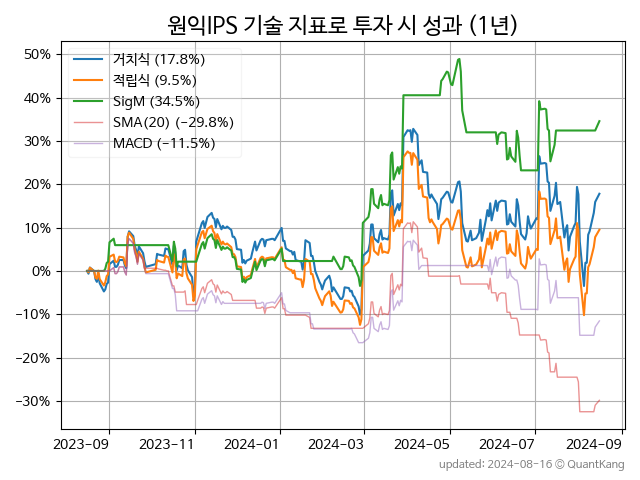 원익IPS 기술 지표로 투자 시 성과 (1년)
거치식 (17.8%)
적립식 (9.5%)
SigM (34.5%)
SMA(20) (−29.8%)
MACD (−11.5%)
50%
40%
30%
20%
10%
0%
−10%
−20%
−30%
2023-09 2023-11 2024-01 2024-03 2024-05 2024-07 2024-09
updated: 2024-08-16 © QuantKang